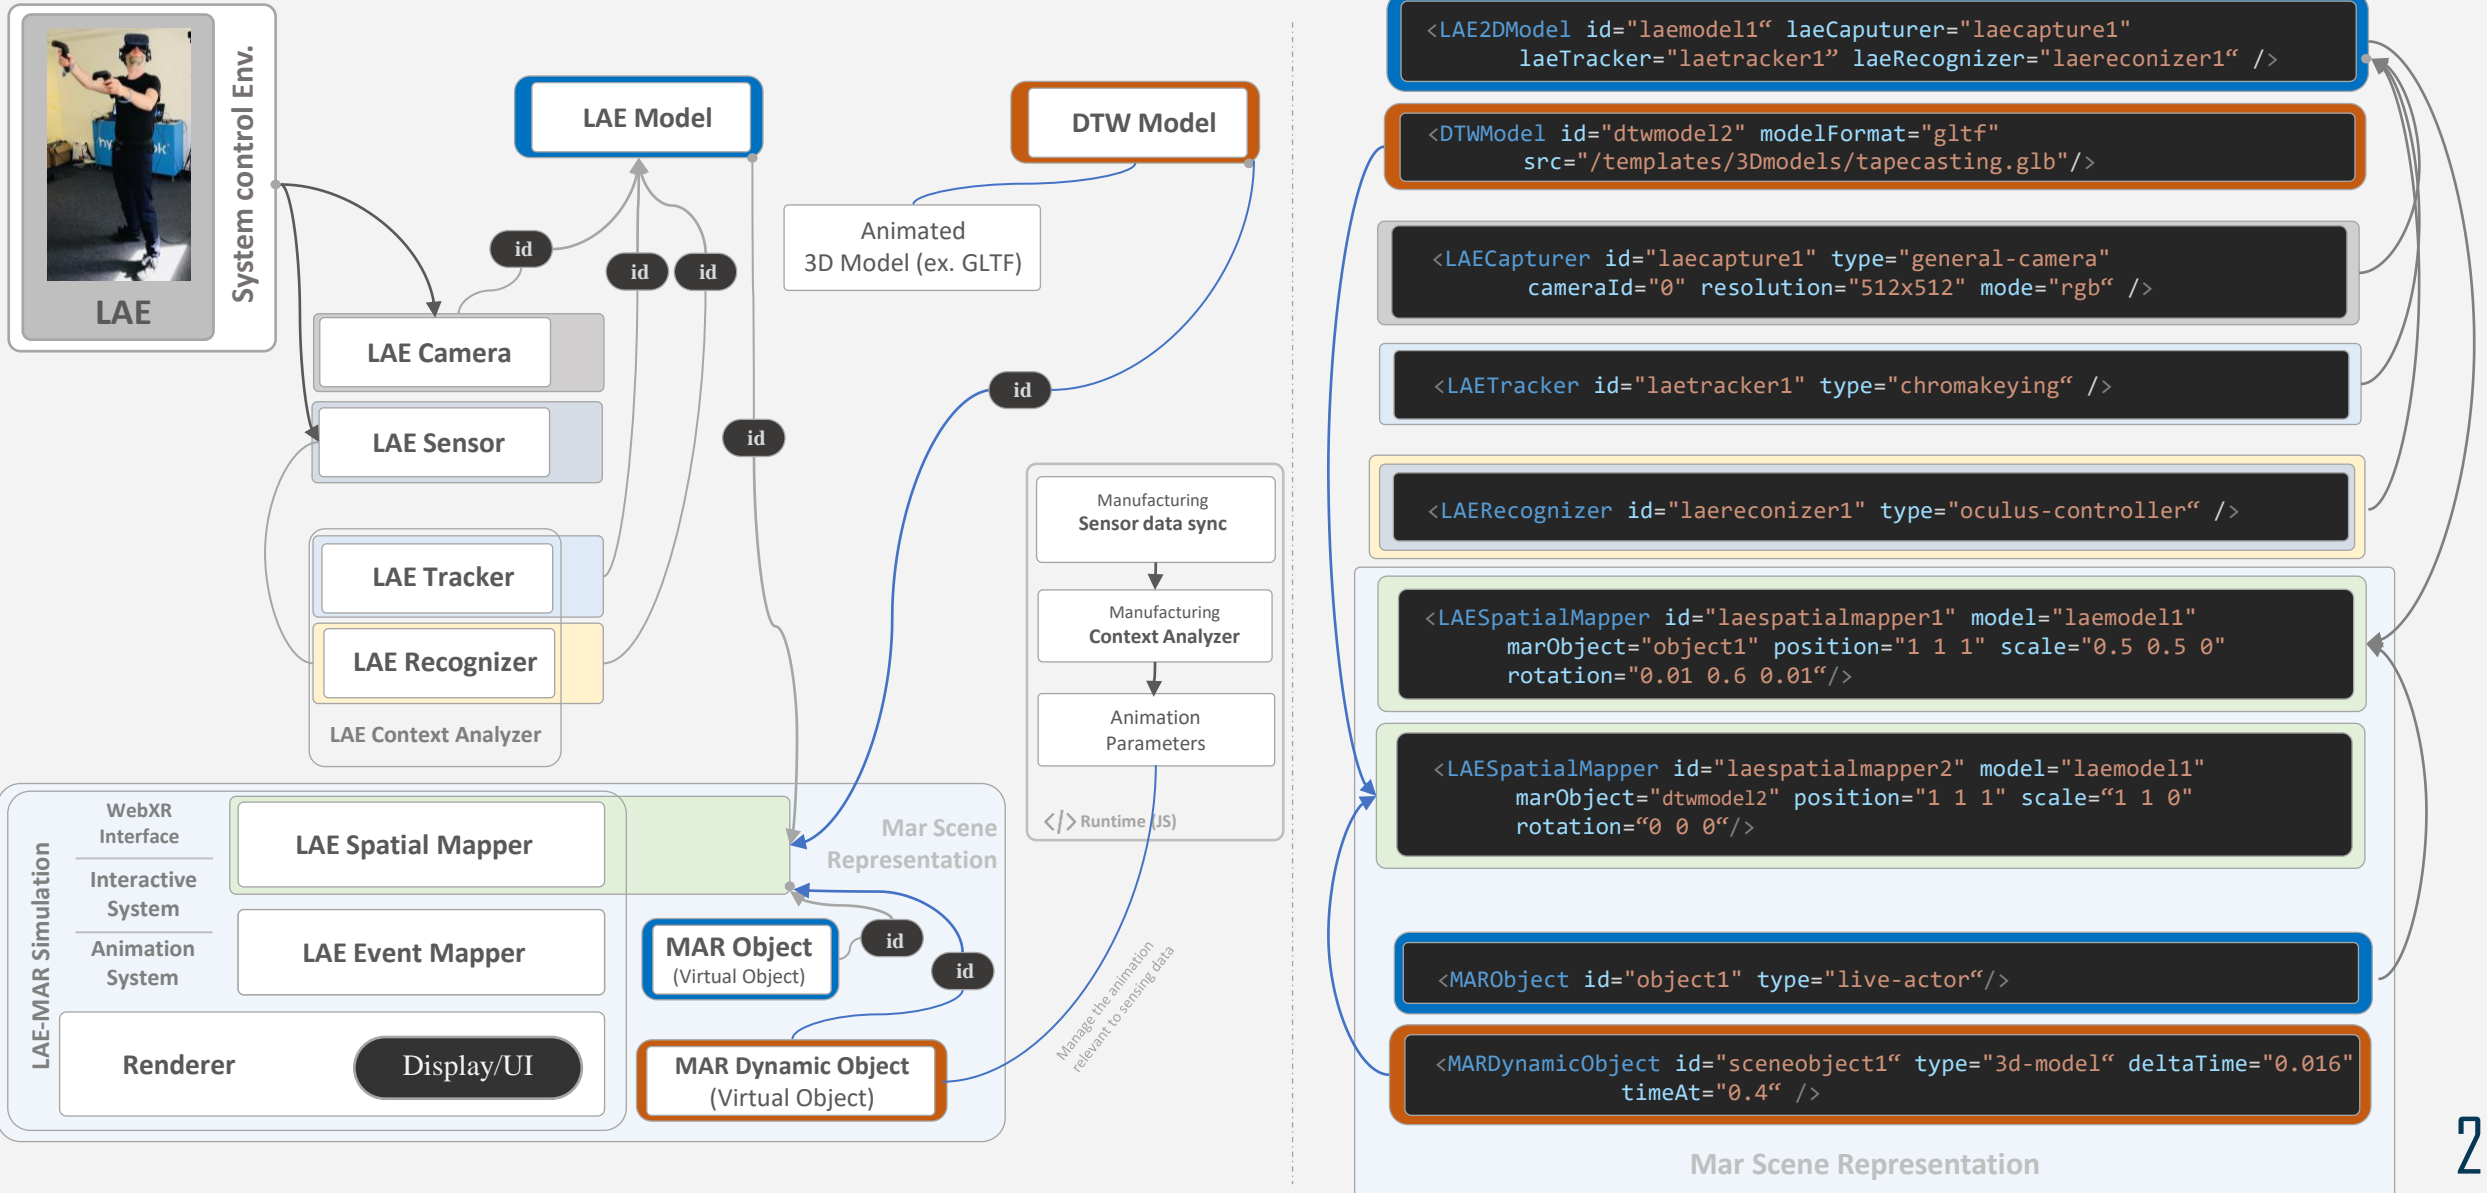 System control Env.
LAE
LAE Model
DTW Model
Animated
3D Model (ex. GLTF)
id
id
id
id
id
LAE Camera
LAE Sensor
LAE Tracker
LAE Recognizer
LAE Context Analyzer
Manufacturing
Sensor data sync
Manufacturing
Context Analyzer
Animation
Parameters
</> Runtime (JS)
LAE-MAR Simulation
WebXR
Interface
Interactive
System
Animation
System
LAE Spatial Mapper
LAE Event Mapper
Renderer
Display/UI
Mar Scene
Representation
MAR Object
(Virtual Object)
id
id
MAR Dynamic Object
(Virtual Object)
Manage the animation
relevant to sensing data
<LAE2DModel id="laemodel1“ laeCaputurer="laecapture1"
laeTracker="laetracker1” laeRecognizer="laereconizer1“ />
<DTWModel id="dtwmodel2" modelFormat="gltf"
src="/templates/3Dmodels/tapecasting.glb"/>
<LAECapturer id="laecapture1" type="general-camera"
cameraId="0" resolution="512x512" mode="rgb“ />
<LAETracker id="laetracker1" type="chromakeying“ />
<LAERecognizer id="laereconizer1" type="oculus-controller“ />
<LAESpatialMapper id="laespatialmapper1" model="laemodel1"
marObject="object1" position="1 1 1" scale="0.5 0.5 0"
rotation="0.01 0.6 0.01“/>
<LAESpatialMapper id="laespatialmapper2" model="laemodel1"
marObject="dtwmodel2" position="1 1 1" scale=“1 1 0"
rotation=“0 0 0“/>
<MARObject id="object1" type="live-actor“/>
<MARDynamicObject id="sceneobject1“ type="3d-model“ deltaTime="0.016"
timeAt="0.4“ />
Mar Scene Representation
2